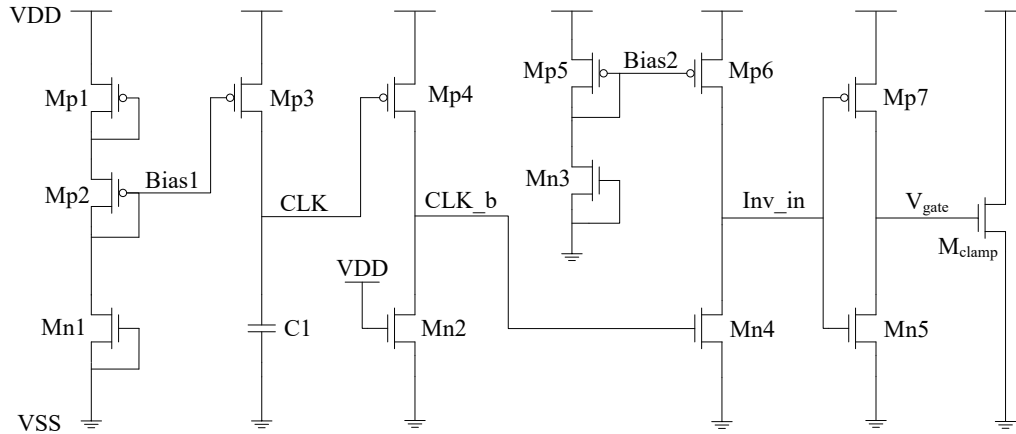 VDD
Mp1
Mp2
Bias1
Mn1
VSS
Mp3
CLK
C1
Mp4
CLK_b
VDD
Mn2
Mp5
Bias2
Mp6
Mn3
Inv_in
Mn4
Mp7
Mn5
Vgate
Mclamp